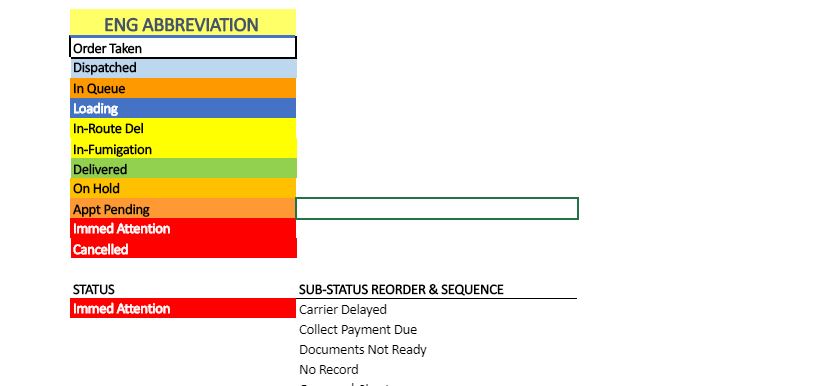 ENG ABBREVIATION
Order Taken
Dispatched
In Queue
Loading
In-Route Del
In-Fumigation
Delivered
On Hold
Appt Pending
Immed Attention
Cancelled
STATUS SUB-STATUS REORDER & SEQUENCE
Immed Attention Carrier Delayed
Collect Payment Due
Documents Not Ready
No Record